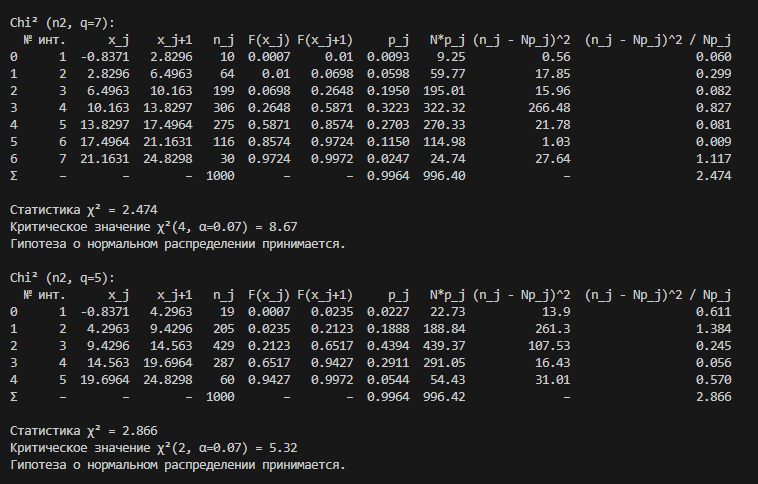 Chi² (n2, q=7):
№ инт. x_j x_j+1 n_j F(x_j) F(x_j+1) p_j N*p_j (n_j - Np_j)^2 (n_j - Np_j)^2 / Np_j
0 1 -0.8371 2.8296 10 0.0007 0.01 0.0093 9.25 0.56 0.060
1 2 2.8296 6.4963 64 0.01 0.0698 0.0598 59.77 17.85 0.299
2 3 6.4963 10.163 199 0.0698 0.2648 0.1950 195.01 15.96 0.082
3 4 10.163 13.8297 306 0.2648 0.5871 0.3223 322.32 266.48 0.827
4 5 13.8297 17.4964 275 0.5871 0.8574 0.2703 270.33 21.78 0.081
5 6 17.4964 21.1631 116 0.8574 0.9724 0.1150 114.98 1.03 0.009
6 7 21.1631 24.8298 30 0.9724 0.9972 0.0247 24.74 27.64 1.117
Σ – – – 1000 – – 0.9964 996.40 – 2.474
Статистика χ² = 2.474
Критическое значение χ²(4, α=0.07) = 8.67
Гипотеза о нормальном распределении принимается.
Chi² (n2, q=5):
№ инт. x_j x_j+1 n_j F(x_j) F(x_j+1) p_j N*p_j (n_j - Np_j)^2 (n_j - Np_j)^2 / Np_j
0 1 -0.8371 4.2963 19 0.0007 0.0235 0.0227 22.73 13.9 0.611
1 2 4.2963 9.4296 205 0.0235 0.2123 0.1888 188.84 261.3 1.384
2 3 9.4296 14.563 429 0.2123 0.6517 0.4394 439.37 107.53 0.245
3 4 14.563 19.6964 287 0.6517 0.9427 0.2911 291.05 16.43 0.056
4 5 19.6964 24.8298 60 0.9427 0.9972 0.0544 54.43 31.01 0.570
Σ – – – 1000 – – 0.9964 996.42 – 2.866
Статистика χ² = 2.866
Критическое значение χ²(2, α=0.07) = 5.32
Гипотеза о нормальном распределении принимается.